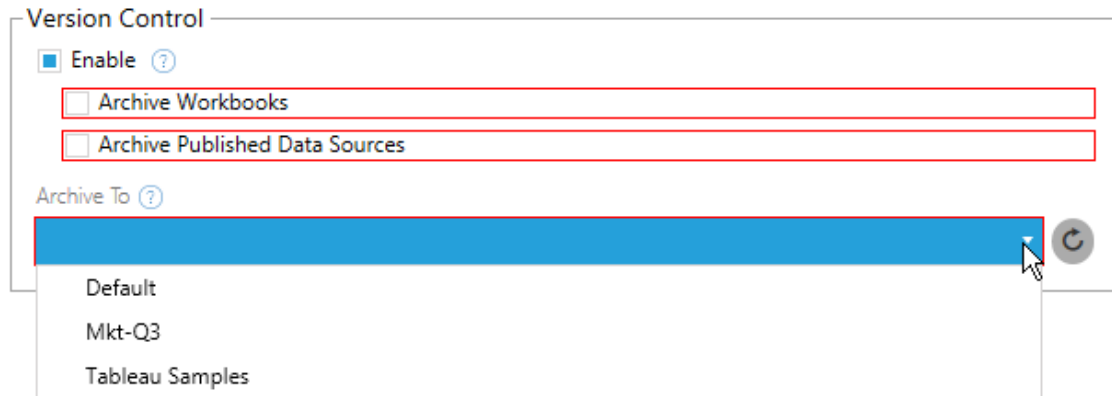 Version Control
Enable ?
Archive Workbooks
Archive Published Data Sources
Archive To ?
Default
Mkt-Q3
Tableau Samples